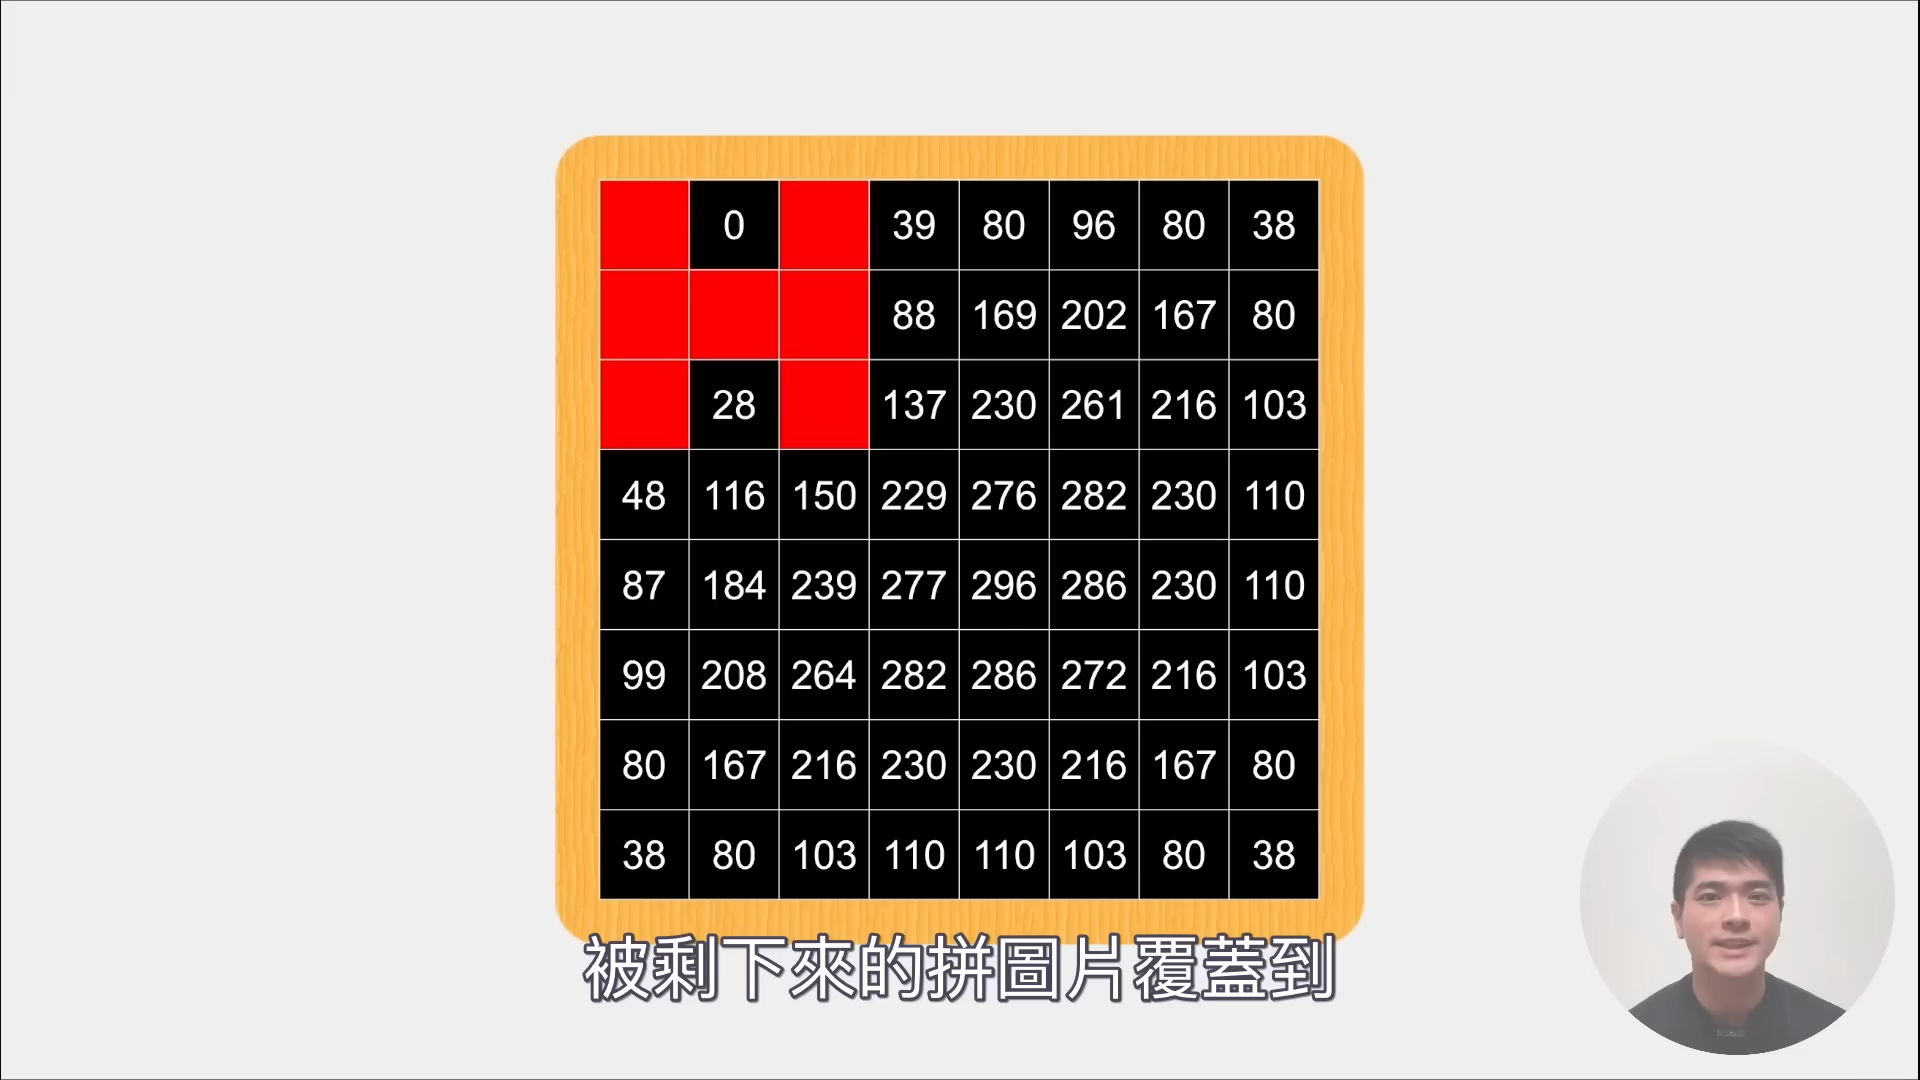 0 39 80 96 80 38
88 169 202 167 80
28 137 230 261 216 103
48 116 150 229 276 282 230 110
87 184 239 277 296 286 230 110
99 208 264 282 286 272 216 103
80 167 216 230 230 216 167 80
38 80 103 110 110 103 80 38
被剩下來的拼圖片覆蓋到